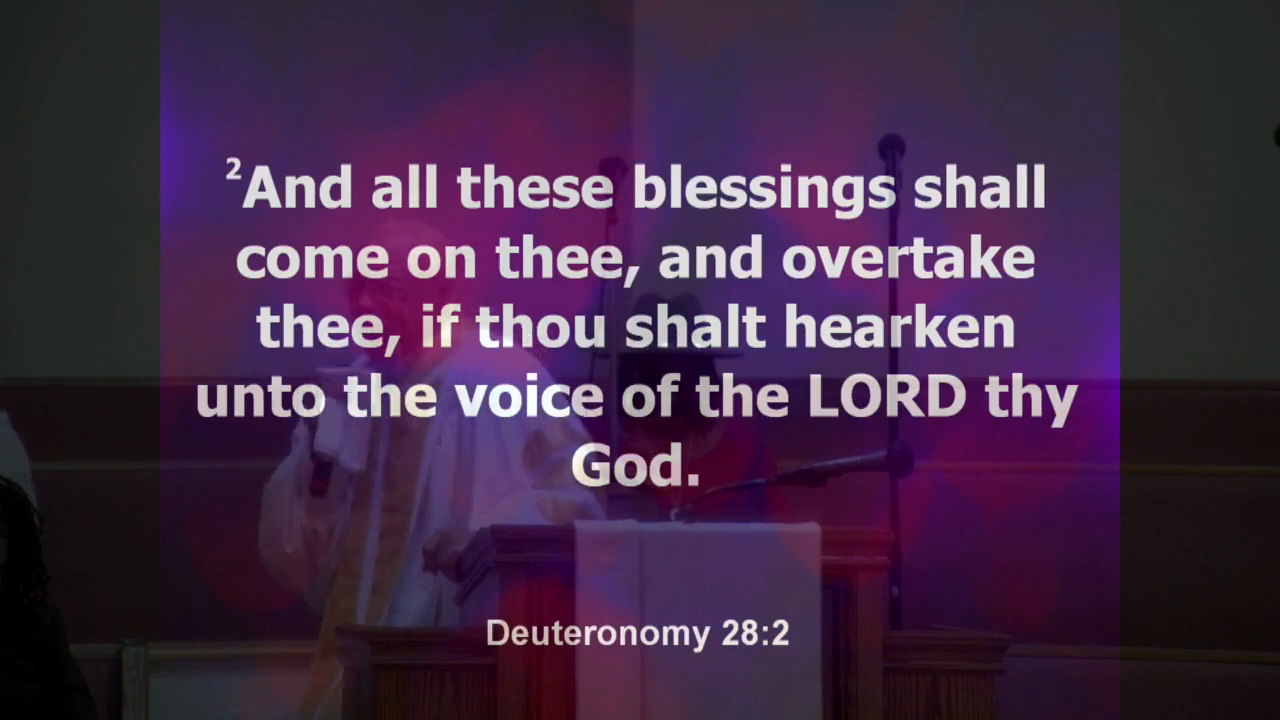 ²And all these blessings shall
come on thee, and overtake
thee, if thou shalt hearken
unto the voice of the LORD thy
God.
Deuteronomy 28:2